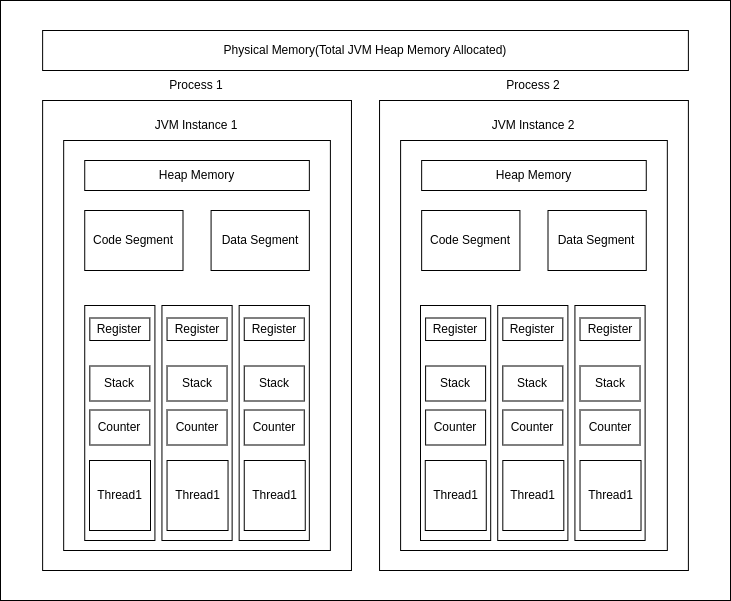 Physical Memory(Total JVM Heap Memory Allocated)
Process 1
Process 2
JVM Instance 1
JVM Instance 2
Heap Memory
Heap Memory
Code Segment
Data Segment
Code Segment
Data Segment
Register
Register
Register
Register
Register
Register
Stack
Stack
Stack
Stack
Stack
Stack
Counter
Counter
Counter
Counter
Counter
Counter
Thread1
Thread1
Thread1
Thread1
Thread1
Thread1